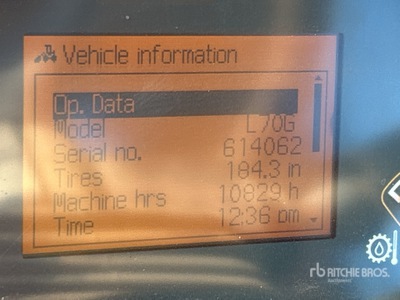 Vehicle information
Op. Data
Model L70G
Serial no. 614062
Tires 184.3 in
Machine hrs 10829 h
Time 12:36 pm
rb RITCHIE BROS.